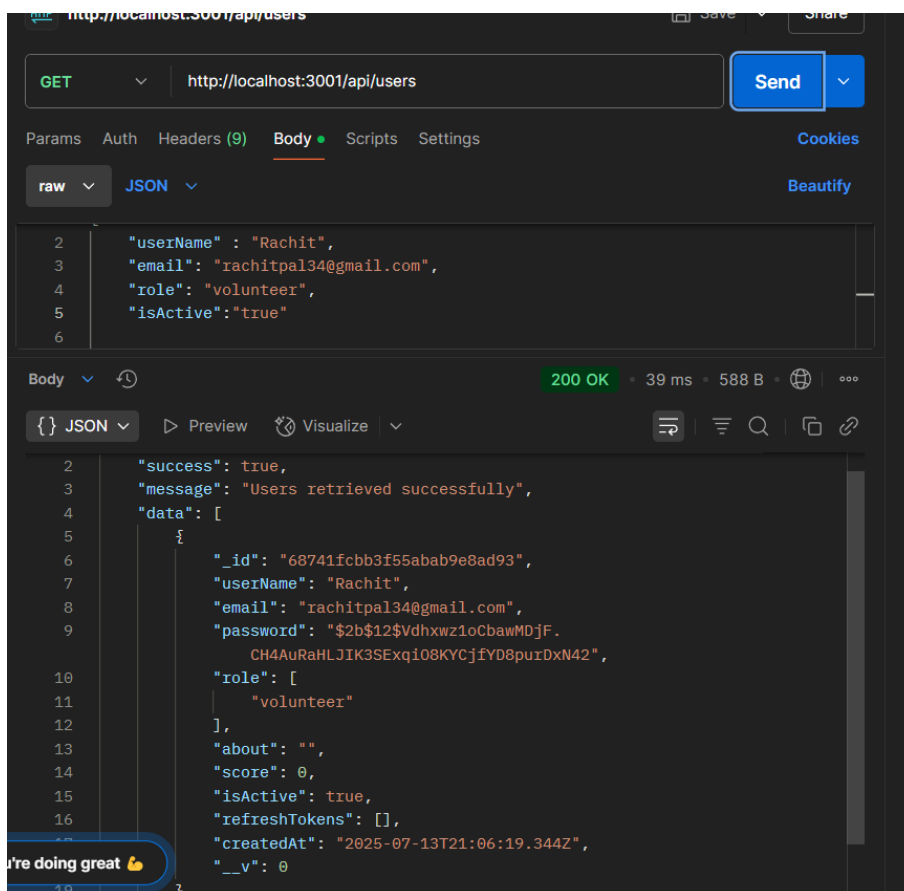 http://localhost:3001/api/users Save Share
GET http://localhost:3001/api/users Send
Params Auth Headers (9) Body Scripts Settings Cookies
raw JSON Beautify
2 "userName" : "Rachit",
3 "email": "rachitpal34@gmail.com",
4 "role": "volunteer",
5 "isActive":"true"
6
Body 200 OK 39 ms 588 B
{} JSON Preview Visualize
2 "success": true,
3 "message": "Users retrieved successfully",
4 "data": [
5 {
6 "_id": "68741fcbb3f55abab9e8ad93",
7 "userName": "Rachit",
8 "email": "rachitpal34@gmail.com",
9 "password": "$2b$12$Vdhxwz1oCbawMDjF.
CH4AuRaHLJIK3SExqiO8KYCjfYD8purDxN42",
10 "role": [
11 "volunteer"
12 ],
13 "about": "",
14 "score": 0,
15 "isActive": true,
16 "refreshTokens": [],
"createdAt": "2025-07-13T21:06:19.344Z",
u're doing great 💪 "__v": 0
}